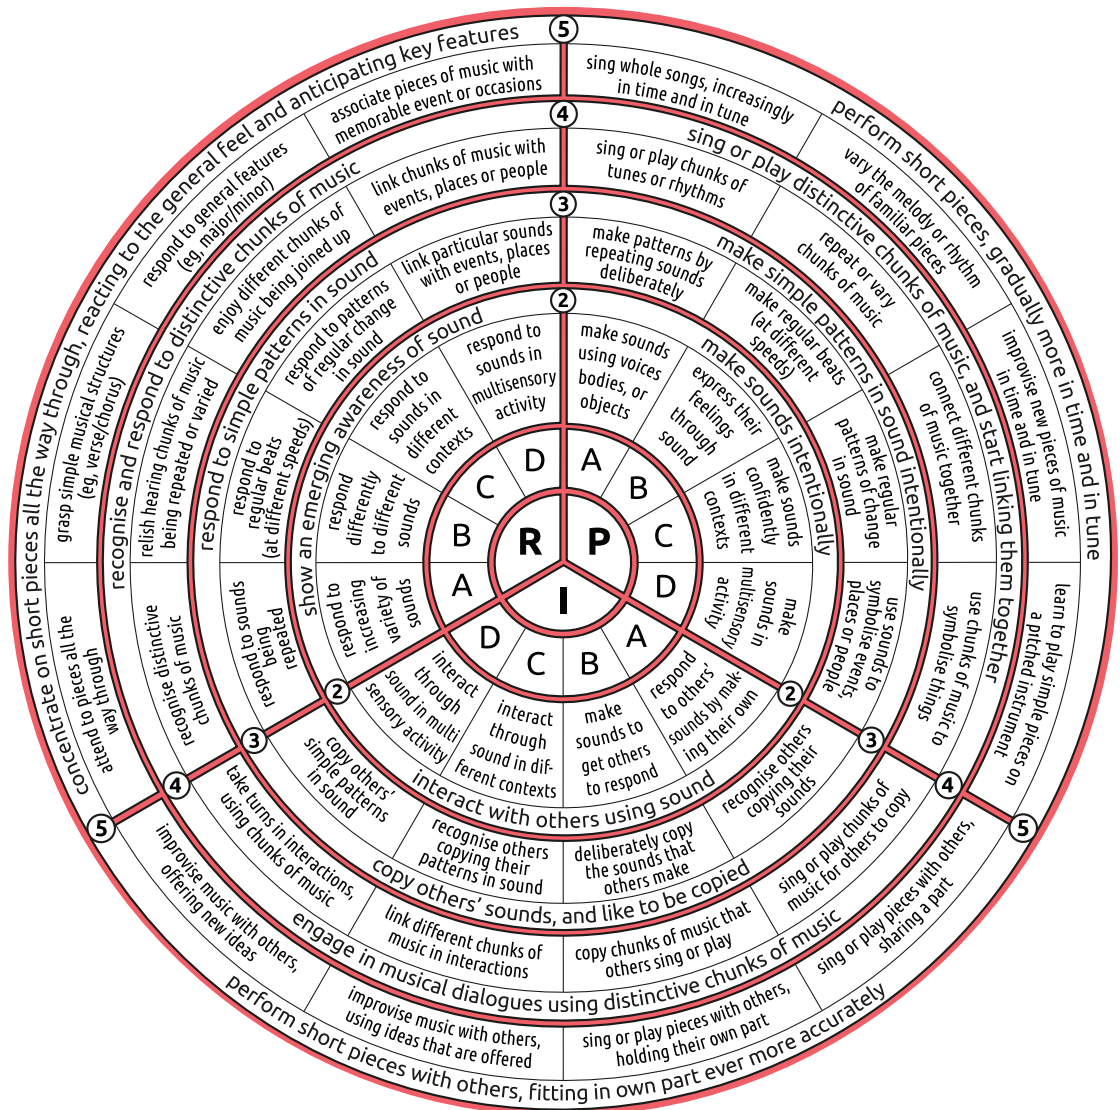 R
P
I
A
B
C
D
A
B
C
D
A
B
C
D
2
show an emerging awareness of sound
respond to
increasing
variety of
sounds
respond
differently
to different
sounds
respond to
sounds in
different
contexts
respond to
sounds in
multisensory
activity
3
respond to simple patterns in sound
respond to sounds
being
repeated
respond to
regular beats
(at different speeds)
respond to patterns
of regular change
in sound
link particular sounds
with events, places
or people
4
recognise and respond to distinctive chunks of music
recognise distinctive
chunks of music
relish hearing chunks of music
being repeated or varied
enjoy different chunks of
music being joined up
link chunks of music with
events, places or people
5
concentrate on short pieces all the way through, reacting to the general feel and anticipating key features
attend to pieces all the
way through
grasp simple musical structures
(eg, verse/chorus)
respond to general features
(eg, major/minor)
associate pieces of music with
memorable event or occasions
2
make sounds intentionally
make sounds
using voices
bodies, or
objects
express their
feelings
through
sound
make sounds
confidently
in different
contexts
make
sounds in
multisensory
activity
3
make simple patterns in sound intentionally
make patterns by
repeating sounds
deliberately
make regular beats
(at different
speeds)
make regular
patterns of change
in sound
use sounds to
symbolise events,
places or people
4
sing or play distinctive chunks of music, and start linking them together
sing or play chunks of
tunes or rhythms
repeat or vary
chunks of music
connect different chunks
of music together
use chunks of music to
symbolise things
5
perform short pieces, gradually more in time and in tune
sing whole songs, increasingly
in time and in tune
vary the melody or rhythm
of familiar pieces
improvise new pieces of music
in time and in tune
learn to play simple pieces on
a pitched instrument
2
interact with others using sound
respond
to others'
sounds by mak-
ing their own
make
sounds to
get others
to respond
interact
through
sound in dif-
ferent contexts
interact
through
sound in multi
sensory activity
3
copy others' sounds, and like to be copied
recognise others
copying their
sounds
deliberately copy
the sounds that
others make
recognise others
copying their
patterns in sound
copy others'
simple patterns
in sound
4
engage in musical dialogues using distinctive chunks of music
sing or play chunks of
music for others to copy
copy chunks of music that
others sing or play
link different chunks of
music in interactions
take turns in interactions,
using chunks of music
5
perform short pieces with others, fitting in own part ever more accurately
sing or play pieces with others,
sharing a part
sing or play pieces with others,
holding their own part
improvise music with others,
using ideas that are offered
improvise music with others,
offering new ideas